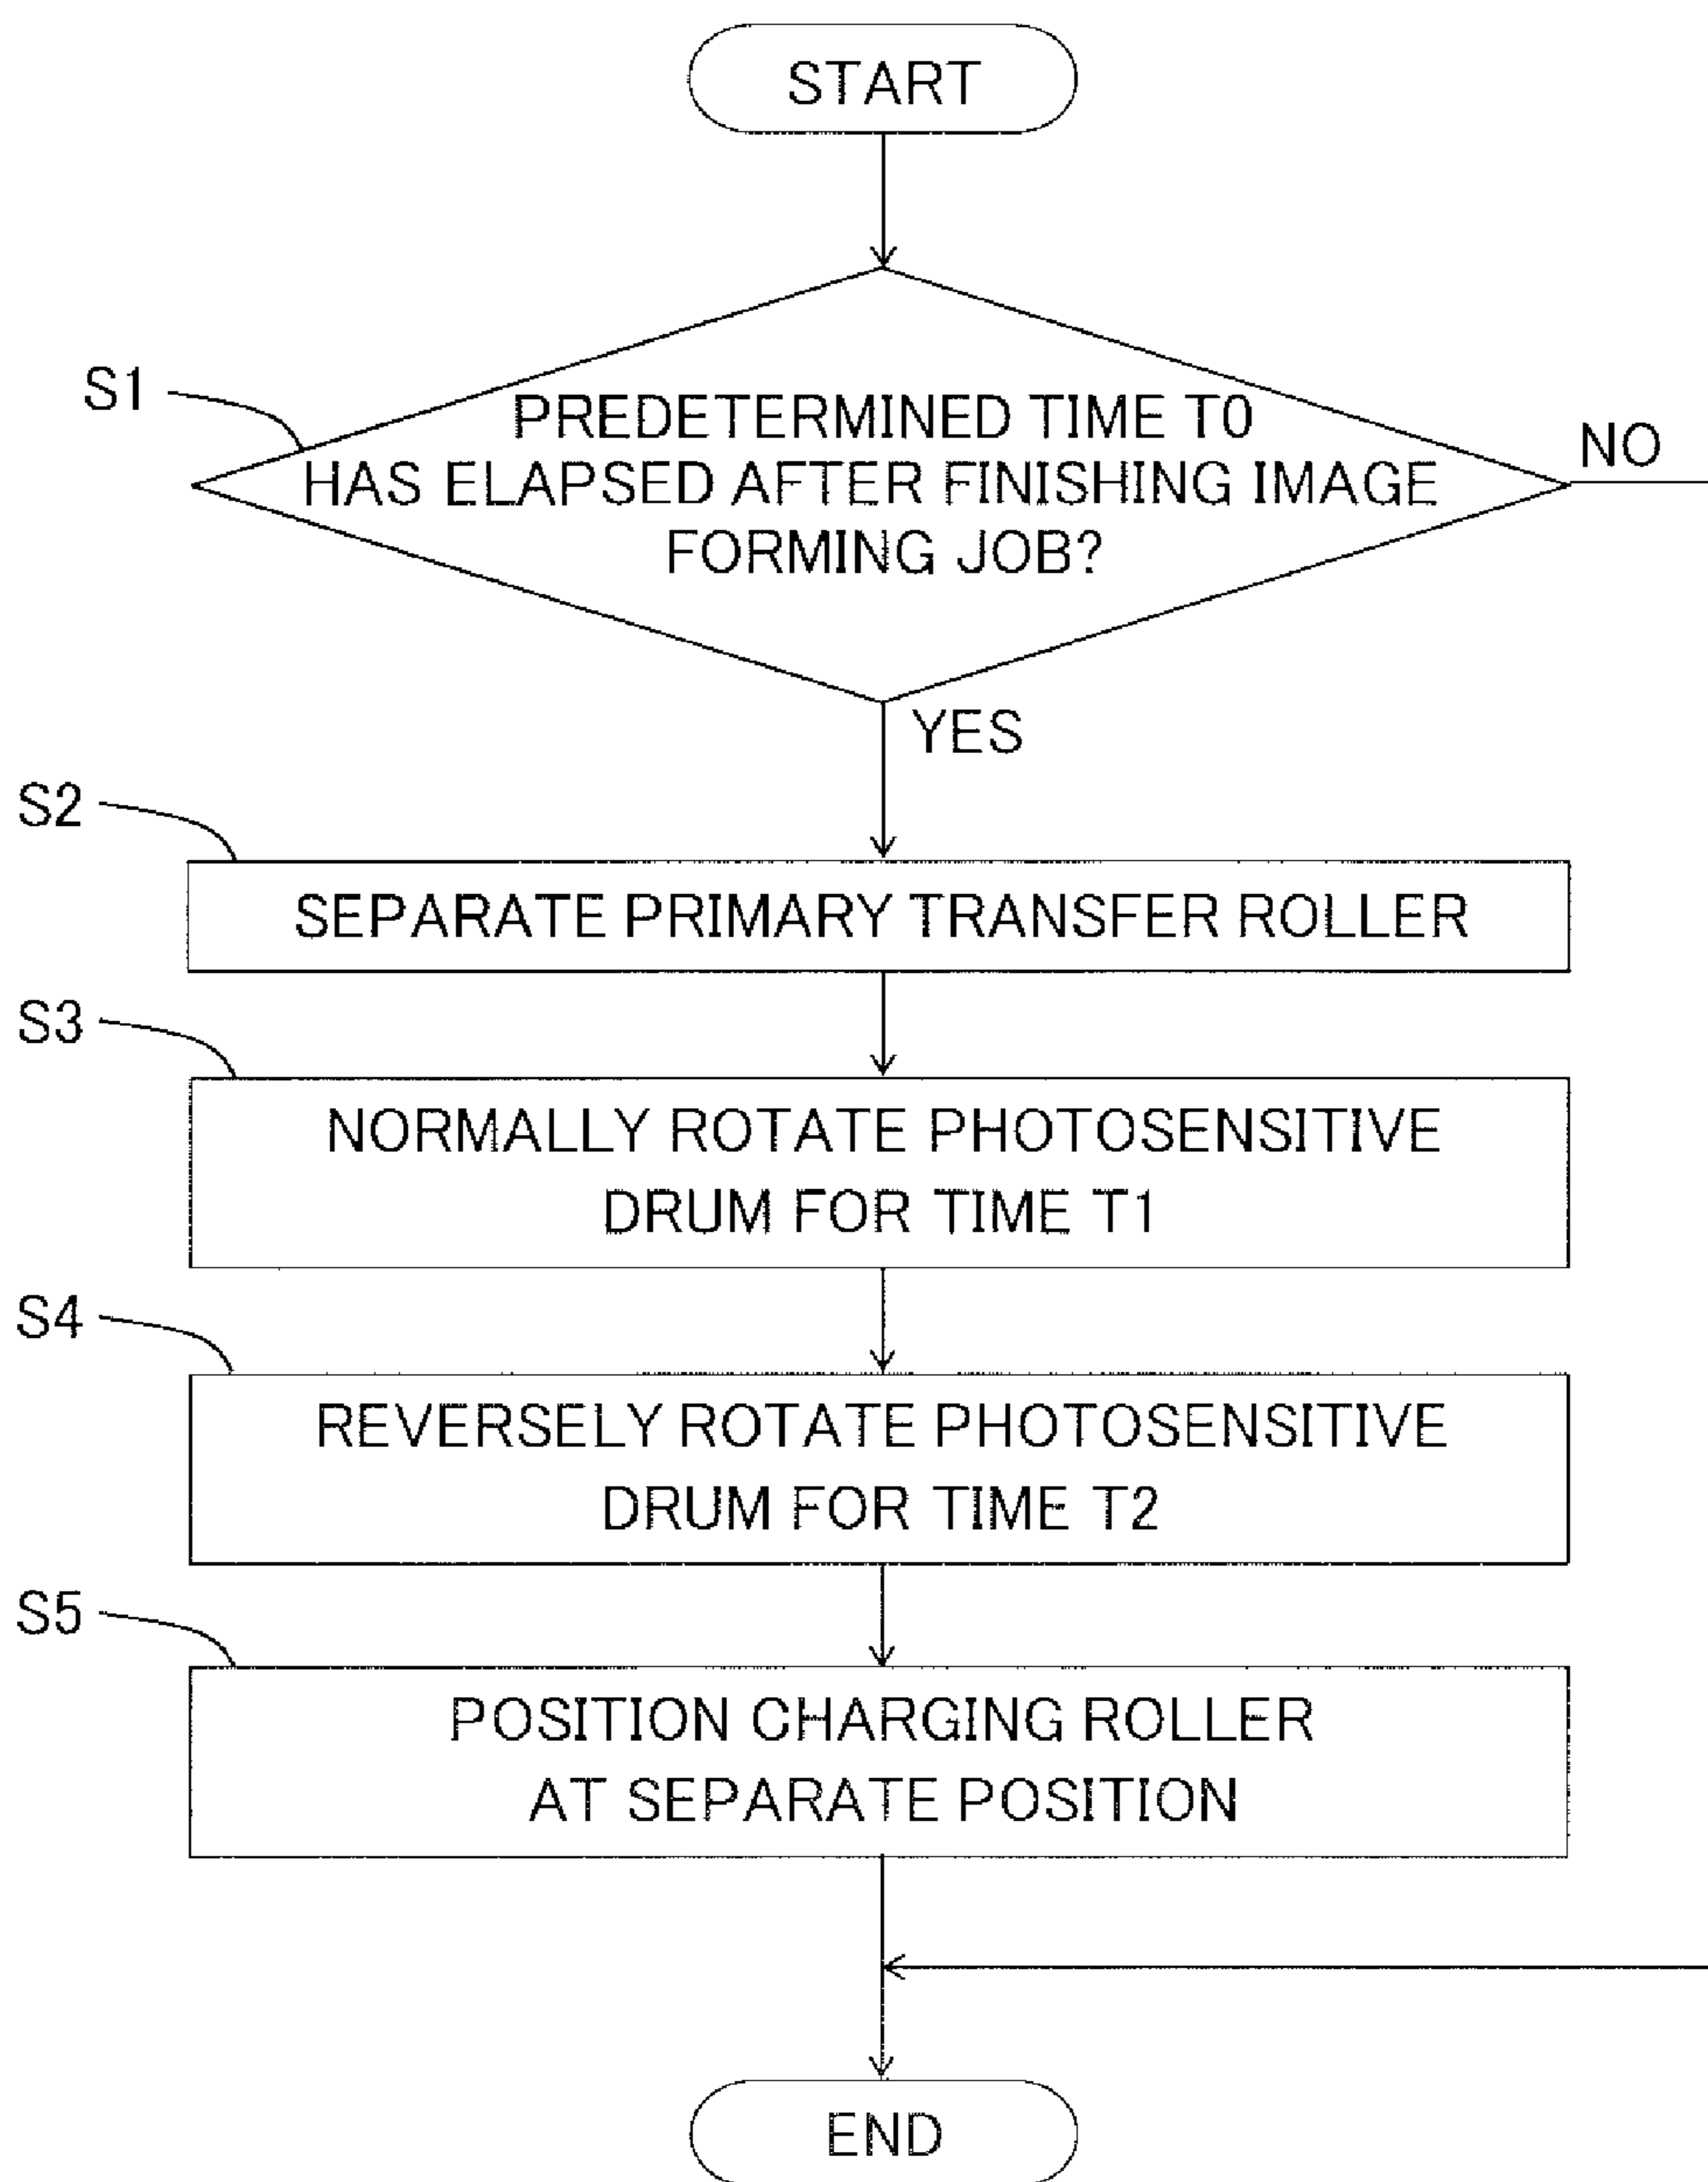 START
S1
PREDETERMINED TIME T0
HAS ELAPSED AFTER FINISHING IMAGE
FORMING JOB?
NO
YES
S2
SEPARATE PRIMARY TRANSFER ROLLER
S3
NORMALLY ROTATE PHOTOSENSITIVE
DRUM FOR TIME T1
S4
REVERSELY ROTATE PHOTOSENSITIVE
DRUM FOR TIME T2
S5
POSITION CHARGING ROLLER
AT SEPARATE POSITION
END